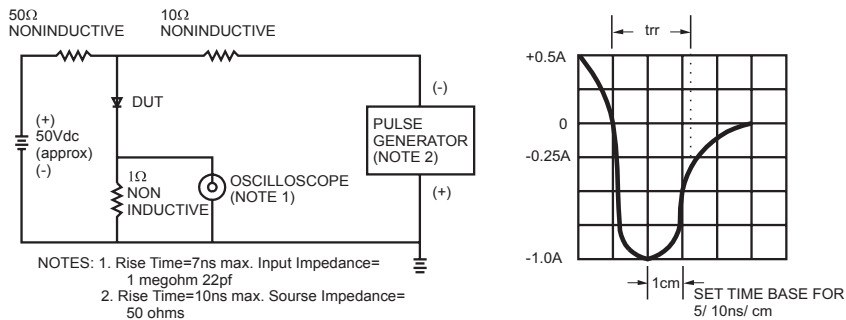 50Ω
NONINDUCTIVE
10Ω
NONINDUCTIVE
(+)
50Vdc
(approx)
(-)
DUT
1Ω
NON
INDUCTIVE
OSCILLOSCOPE
(NOTE 1)
(-)
PULSE
GENERATOR
(NOTE 2)
(+)
NOTES: 1. Rise Time=7ns max. Input Impedance=
1 megohm 22pf
2. Rise Time=10ns max. Sourse Impedance=
50 ohms
trr
+0.5A
0
-0.25A
-1.0A
1cm
SET TIME BASE FOR
5/ 10ns/ cm